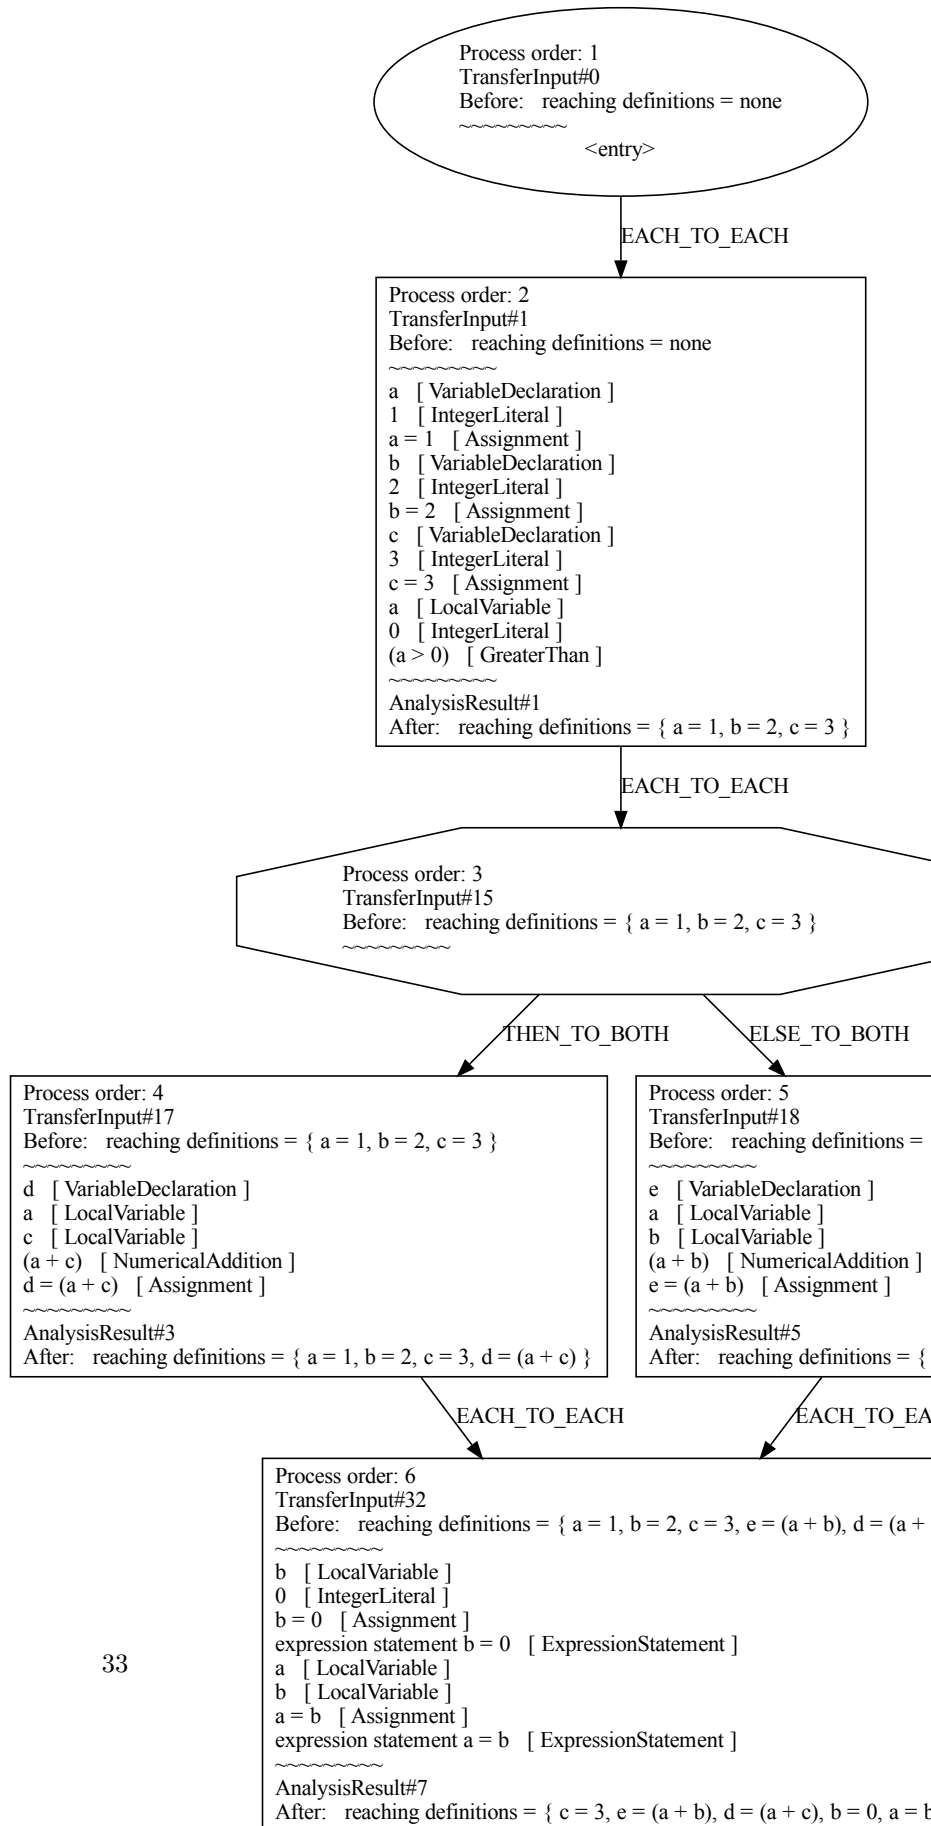 Process order: 1
TransferInput#0
Before: reaching definitions = none
~~~~~~~~~
<entry>
EACH_TO_EACH
Process order: 2
TransferInput#1
Before: reaching definitions = none
~~~~~~~~~
a [ VariableDeclaration ]
1 [ IntegerLiteral ]
a = 1 [ Assignment ]
b [ VariableDeclaration ]
2 [ IntegerLiteral ]
b = 2 [ Assignment ]
c [ VariableDeclaration ]
3 [ IntegerLiteral ]
c = 3 [ Assignment ]
a [ LocalVariable ]
0 [ IntegerLiteral ]
(a > 0) [ GreaterThan ]
~~~~~~~~~
AnalysisResult#1
After: reaching definitions = { a = 1, b = 2, c = 3 }
EACH_TO_EACH
Process order: 3
TransferInput#15
Before: reaching definitions = { a = 1, b = 2, c = 3 }
~~~~~~~~~
THEN_TO_BOTH
ELSE_TO_BOTH
Process order: 4
TransferInput#17
Before: reaching definitions = { a = 1, b = 2, c = 3 }
~~~~~~~~~
d [ VariableDeclaration ]
a [ LocalVariable ]
c [ LocalVariable ]
(a + c) [ NumericalAddition ]
d = (a + c) [ Assignment ]
~~~~~~~~~
AnalysisResult#3
After: reaching definitions = { a = 1, b = 2, c = 3, d = (a + c) }
Process order: 5
TransferInput#18
Before: reaching definitions =
~~~~~~~~~
e [ VariableDeclaration ]
a [ LocalVariable ]
b [ LocalVariable ]
(a + b) [ NumericalAddition ]
e = (a + b) [ Assignment ]
~~~~~~~~~
AnalysisResult#5
After: reaching definitions = {
EACH_TO_EACH
EACH_TO_EA
Process order: 6
TransferInput#32
Before: reaching definitions = { a = 1, b = 2, c = 3, e = (a + b), d = (a +
~~~~~~~~~
b [ LocalVariable ]
0 [ IntegerLiteral ]
b = 0 [ Assignment ]
expression statement b = 0 [ ExpressionStatement ]
a [ LocalVariable ]
b [ LocalVariable ]
a = b [ Assignment ]
expression statement a = b [ ExpressionStatement ]
~~~~~~~~~
AnalysisResult#7
After: reaching definitions = { c = 3, e = (a + b), d = (a + c), b = 0, a = b
33